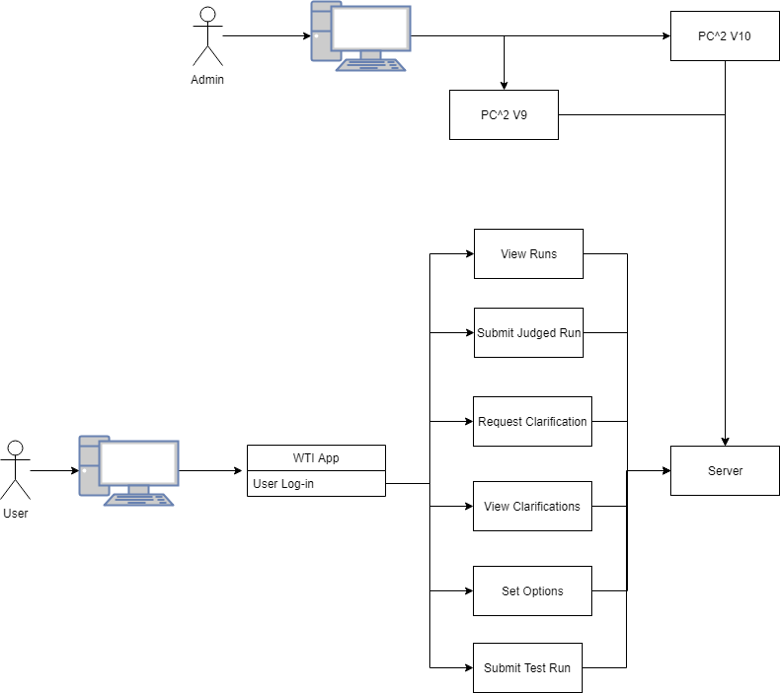 PC^2 V10
Admin
PC^2 V9
View Runs
Submit Judged Run
Request Clarification
WTI App
User Log-in
Server
User
View Clarifications
Set Options
Submit Test Run